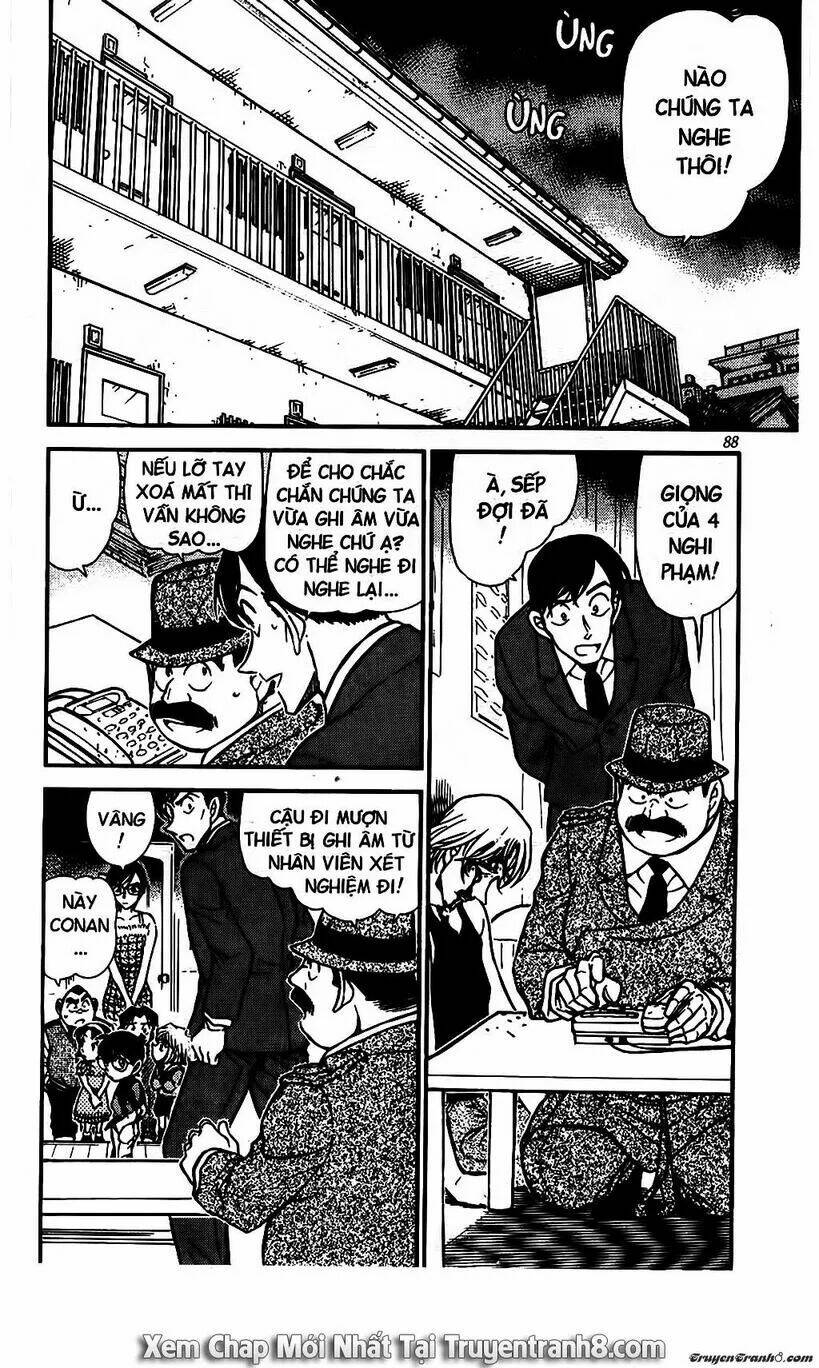 ÙNG
ÙNG
NÀO
CHÚNG TA
NGHE
THÔI!
88
GIỌNG
CỦA 4
NGHI
PHẠM!
À, SẾP
ĐỢI ĐÃ
!
ĐỂ CHO CHẮC
CHẮN CHÚNG TA
VỪA GHI ÂM VỪA
NGHE CHỨ Ạ?
CÓ THỂ NGHE ĐI
NGHE LẠI...
NẾU LỠ TAY
XOÁ MẤT THÌ
VẪN KHÔNG
SAO...
Ừ...
CẬU ĐI MƯỢN
THIẾT BỊ GHI ÂM TỪ
NHÂN VIÊN XÉT
NGHIỆM ĐI!
VÂNG
!
NÀY
CONAN
...
Xem Chap Mới Nhất Tại Truyentranh8.com
TruyenTranh8.com